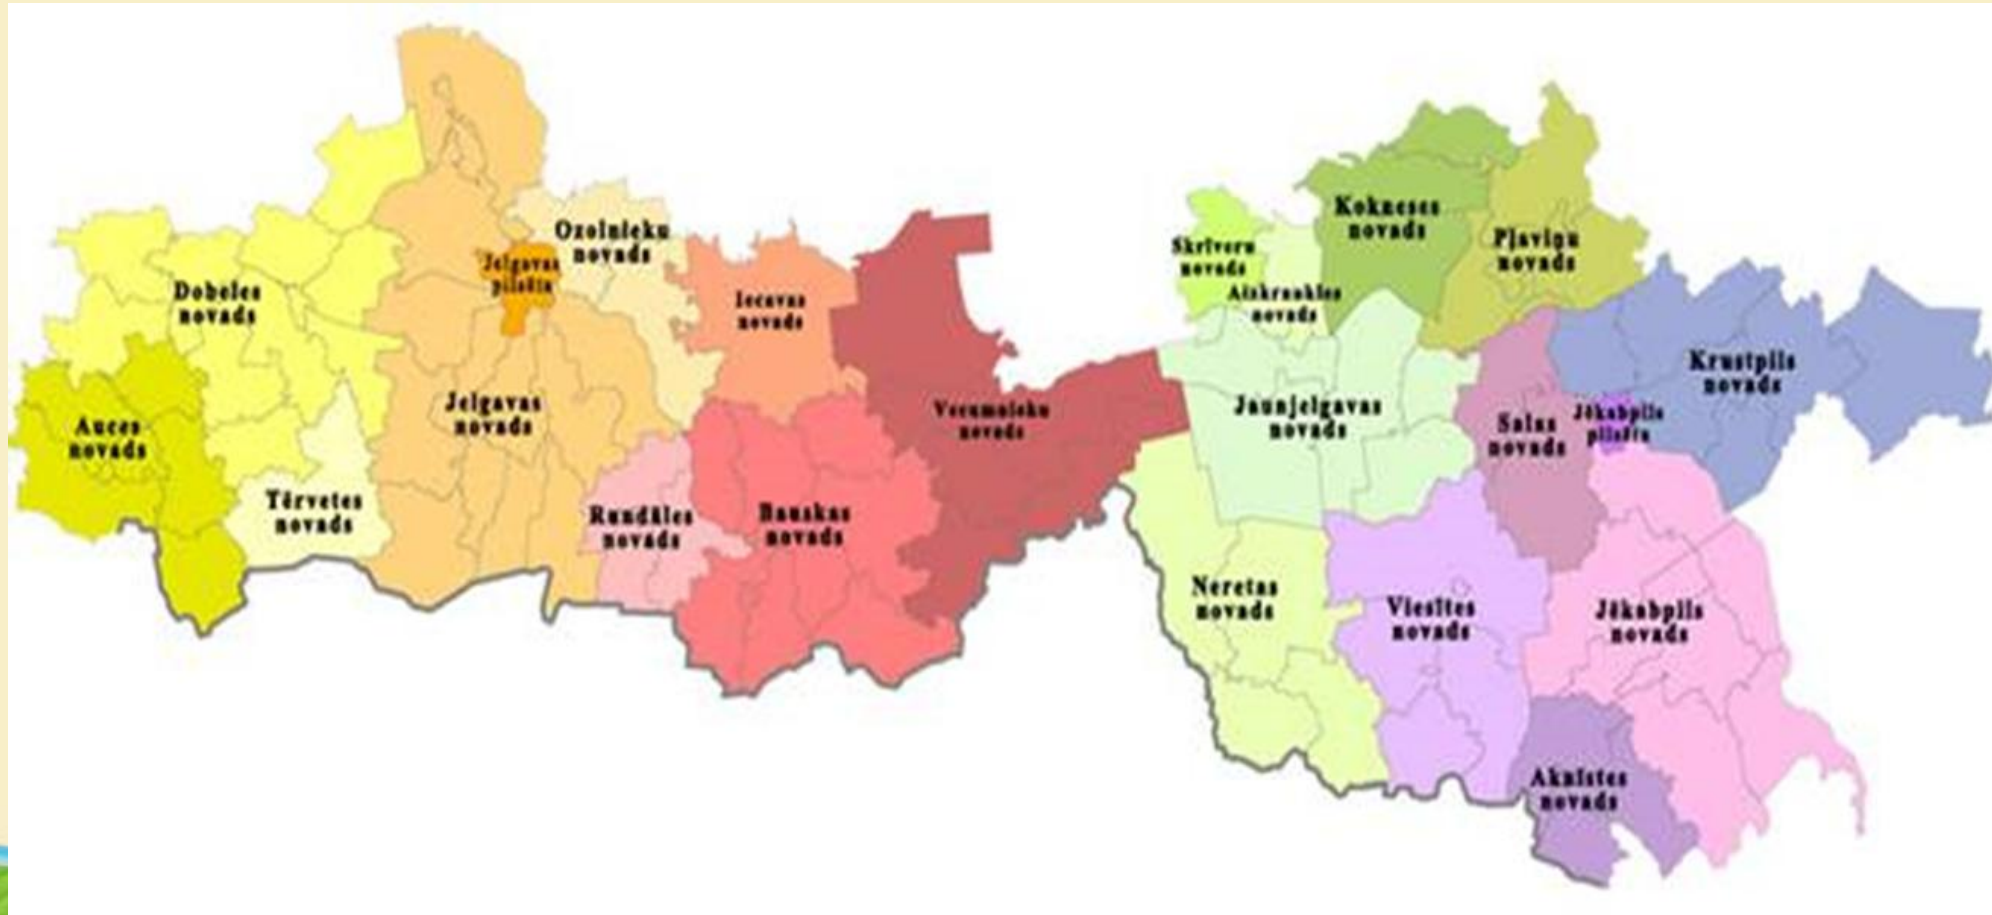 Ozolnieku
novads
Jelgavas
pilsēta
Dobeles
novads
Iecavas
novads
Auces
novads
Jelgavas
novads
Vecumnieku
novads
Tērvetes
novads
Rundāles
novads
Bauskas
novads
Kokneses
novads
Skrīveru
novads
Pļaviņu
novads
Aizkraukles
novads
Krustpils
novads
Jaunjelgavas
novads
Salas
novads
Jēkabpils
pilsēta
Neretas
novads
Viesītes
novads
Jēkabpils
novads
Aknīstes
novads